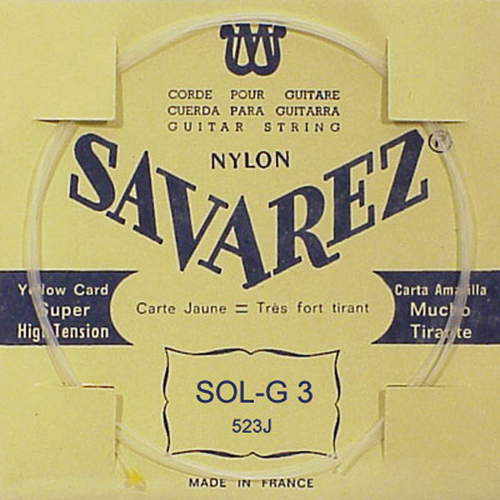 CORDE POUR GUITARE
CUERDA PARA GUITARRA
GUITAR STRING
NYLON
SAVAREZ
®
Yellow Card
Super
High Tension
Carte Jaune = Très fort tirant
Carta Amarilla
Mucho
Tirante
SOL-G 3
523J
MADE IN FRANCE